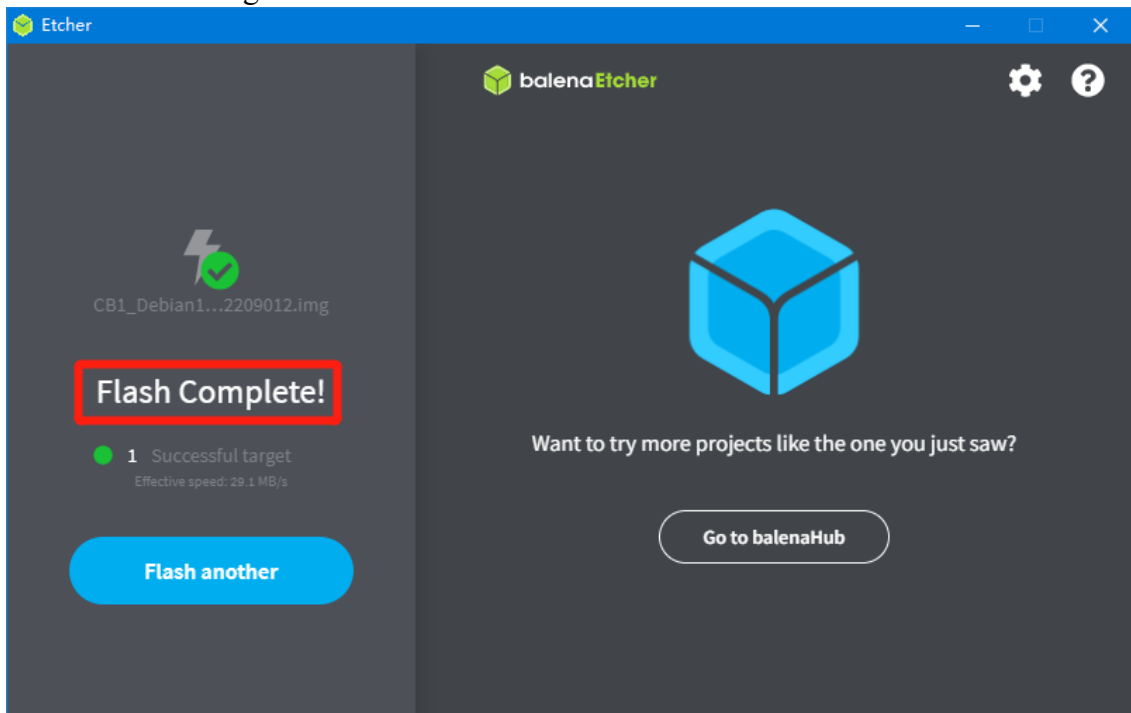 Etcher
balenaEtcher
CB1_Debian1...2209012.img
Flash Complete!
1 Successful target
Effective speed: 29.1 MB/s
Flash another
Want to try more projects like the one you just saw?
Go to balenaHub